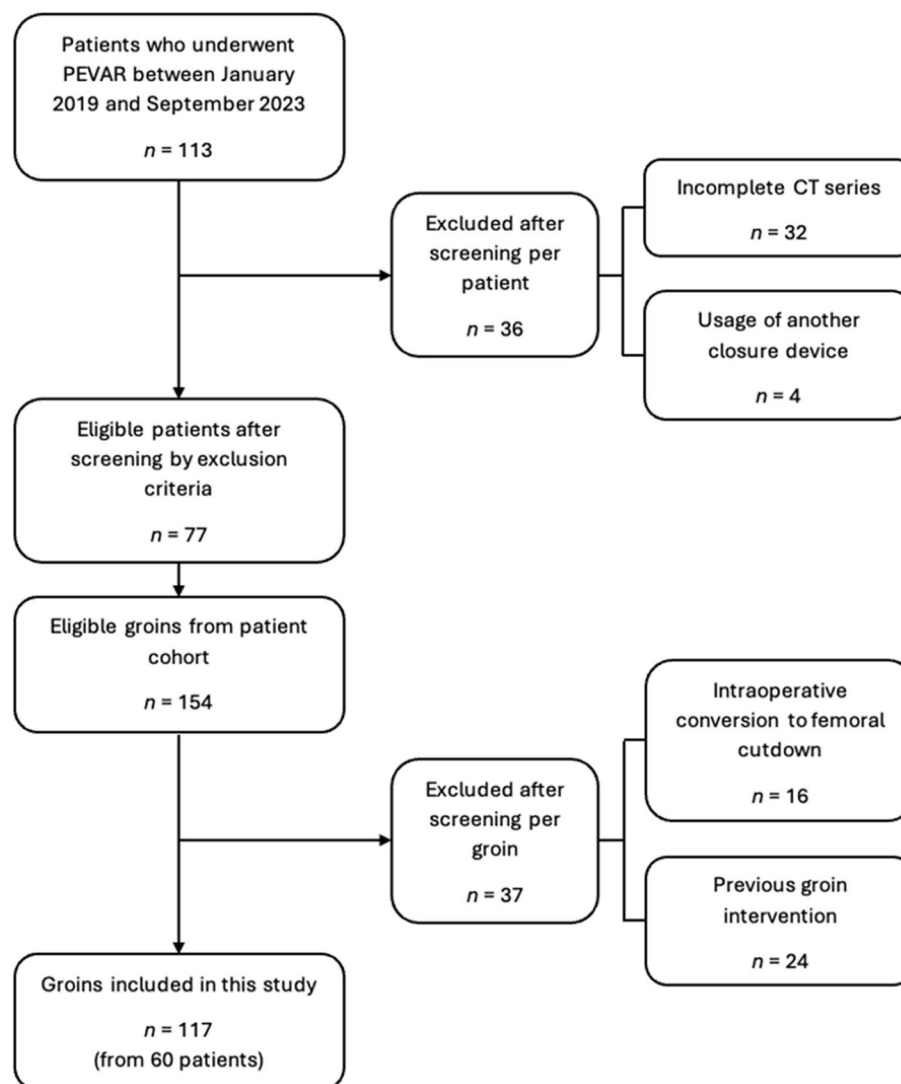 Patients who underwent
PEVAR between January
2019 and September 2023
n = 113
Excluded after
screening per
patient
n = 36
Incomplete CT series
n = 32
Usage of another
closure device
n = 4
Eligible patients after
screening by exclusion
criteria
n = 77
Eligible groins from patient
cohort
n = 154
Excluded after
screening per
groin
n = 37
Intraoperative
conversion to femoral
cutdown
n = 16
Previous groin
intervention
n = 24
Groins included in this study
n = 117
(from 60 patients)